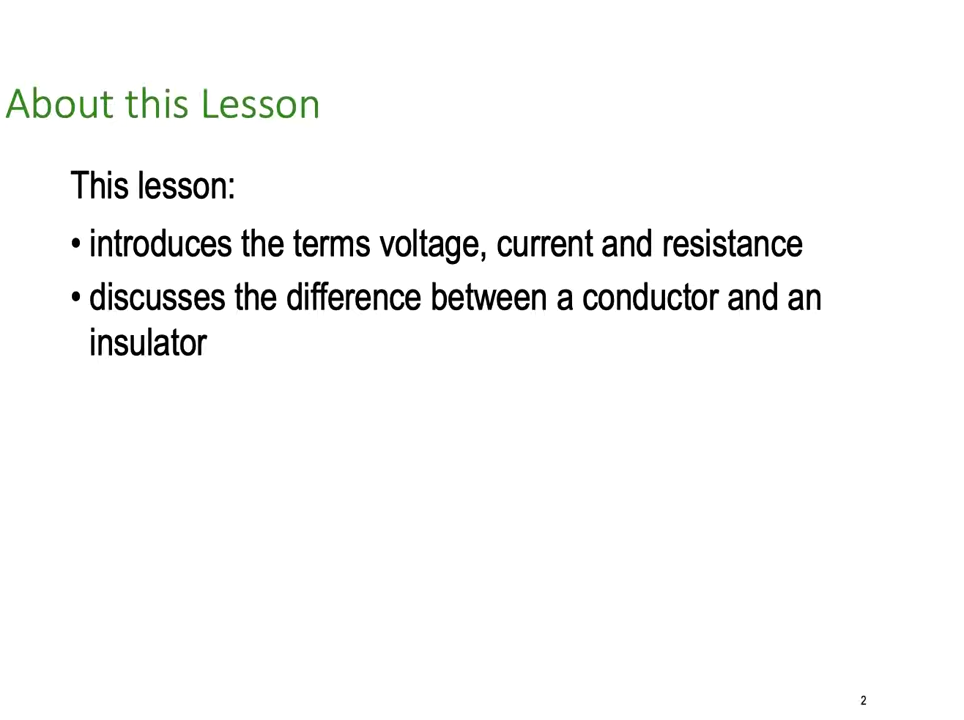 About this Lesson
This lesson:
• introduces the terms voltage, current and resistance
• discusses the difference between a conductor and an
insulator
2